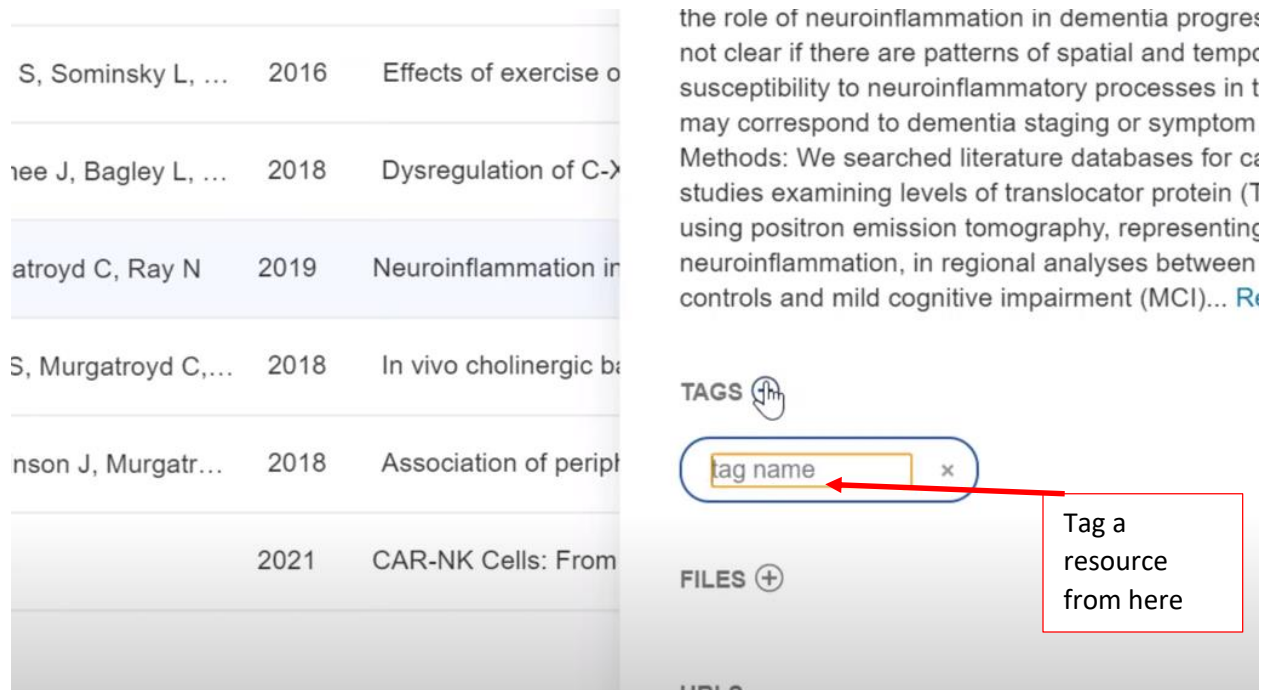 S, Sominsky L, ... 2016 Effects of exercise o
nee J, Bagley L, ... 2018 Dysregulation of C-X
atroyd C, Ray N 2019 Neuroinflammation in
S, Murgatroyd C,... 2018 In vivo cholinergic ba
nson J, Murgatr... 2018 Association of periph
2021 CAR-NK Cells: From
the role of neuroinflammation in dementia progres
not clear if there are patterns of spatial and tempo
susceptibility to neuroinflammatory processes in t
may correspond to dementia staging or symptom
Methods: We searched literature databases for ca
studies examining levels of translocator protein (T
using positron emission tomography, representing
neuroinflammation, in regional analyses between
controls and mild cognitive impairment (MCI)... Re
TAGS
tag name ×
FILES
URLS
Tag a
resource
from here